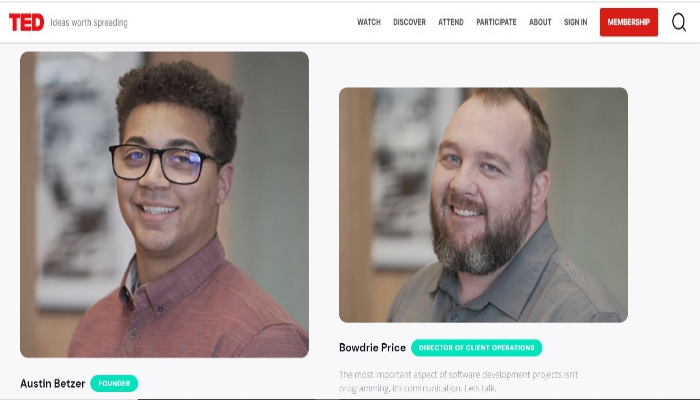 TED Ideas worth spreading WATCH DISCOVER ATTEND PARTICIPATE ABOUT SIGN IN MEMBERSHIP
Bowdrie Price DIRECTOR OF CLIENT OPERATIONS
The most important aspect of software development projects isn't
programming, it's communication. Let's talk.
Austin Betzer FOUNDER